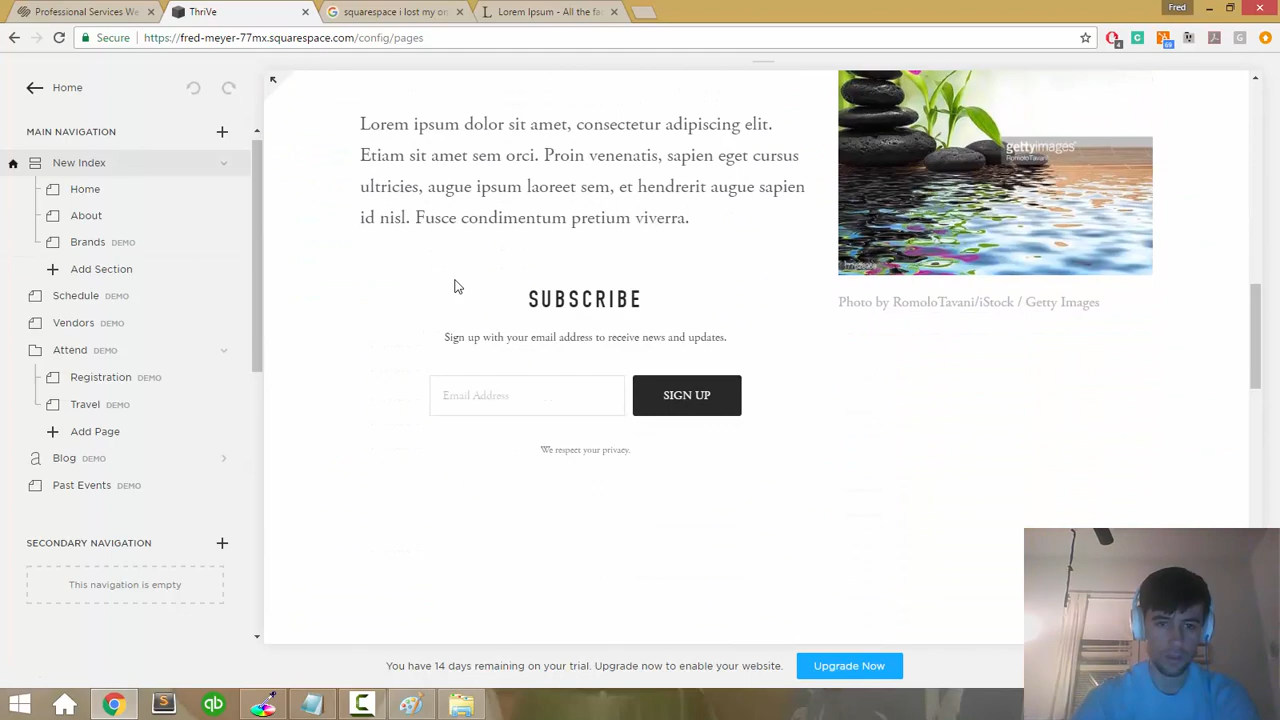 Professional Services We
ThriVe
squarespace i lost my or
Lorem Ipsum - All the fa
Fred
Secure
https://fred-meyer-77mx.squarespace.com/config/pages
4
69
Home
MAIN NAVIGATION
New Index
Home
About
Brands DEMO
Add Section
Schedule DEMO
Vendors DEMO
Attend DEMO
Registration DEMO
Travel DEMO
Add Page
Blog DEMO
Past Events DEMO
SECONDARY NAVIGATION
This navigation is empty
Lorem ipsum dolor sit amet, consectetur adipiscing elit.
Etiam sit amet sem orci. Proin venenatis, sapien eget cursus
ultricies, augue ipsum laoreet sem, et hendrerit augue sapien
id nisl. Fusce condimentum pretium viverra.
SUBSCRIBE
Sign up with your email address to receive news and updates.
Email Address
SIGN UP
We respect your privacy.
gettyimages®
RomoloTavani
Photo by RomoloTavani/iStock / Getty Images
You have 14 days remaining on your trial. Upgrade now to enable your website.
Upgrade Now
qb